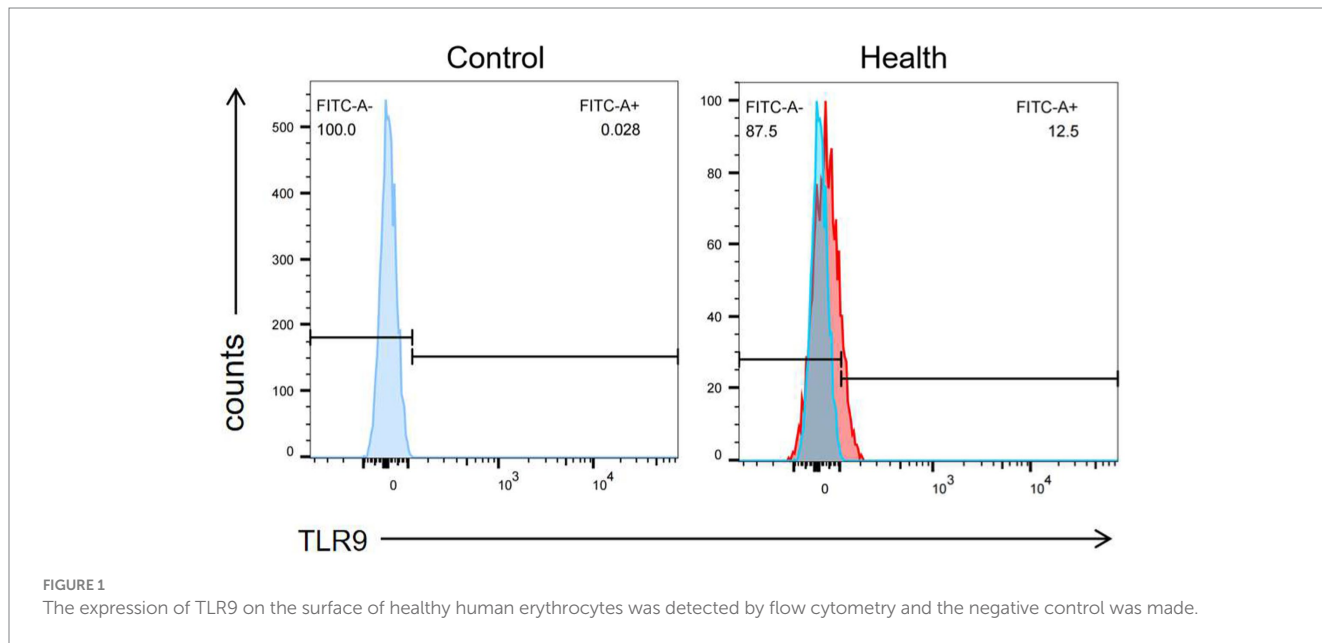 Control
Health
FITC-A-
100.0
FITC-A+
0.028
500
400
300
200
100
0
0
10³
10⁴
FITC-A-
87.5
FITC-A+
12.5
100
80
60
40
20
0
0
10³
10⁴
counts
TLR9
FIGURE 1
The expression of TLR9 on the surface of healthy human erythrocytes was detected by flow cytometry and the negative control was made.